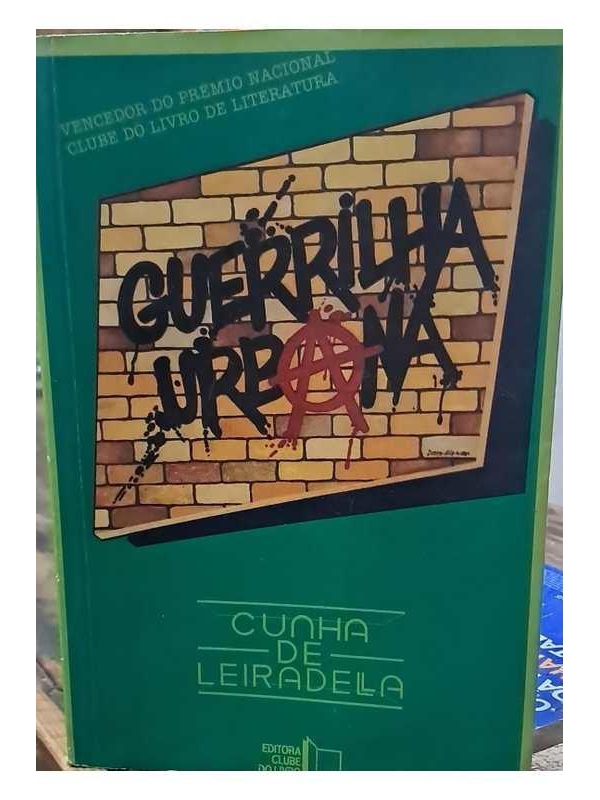 VENCEDOR DO PRÊMIO NACIONAL
CLUBE DO LIVRO DE LITERATURA
GUERRILHA
URBANA
CUNHA
DE
LEIRADELLA
EDITORA
CLUBE
DO LIVRO